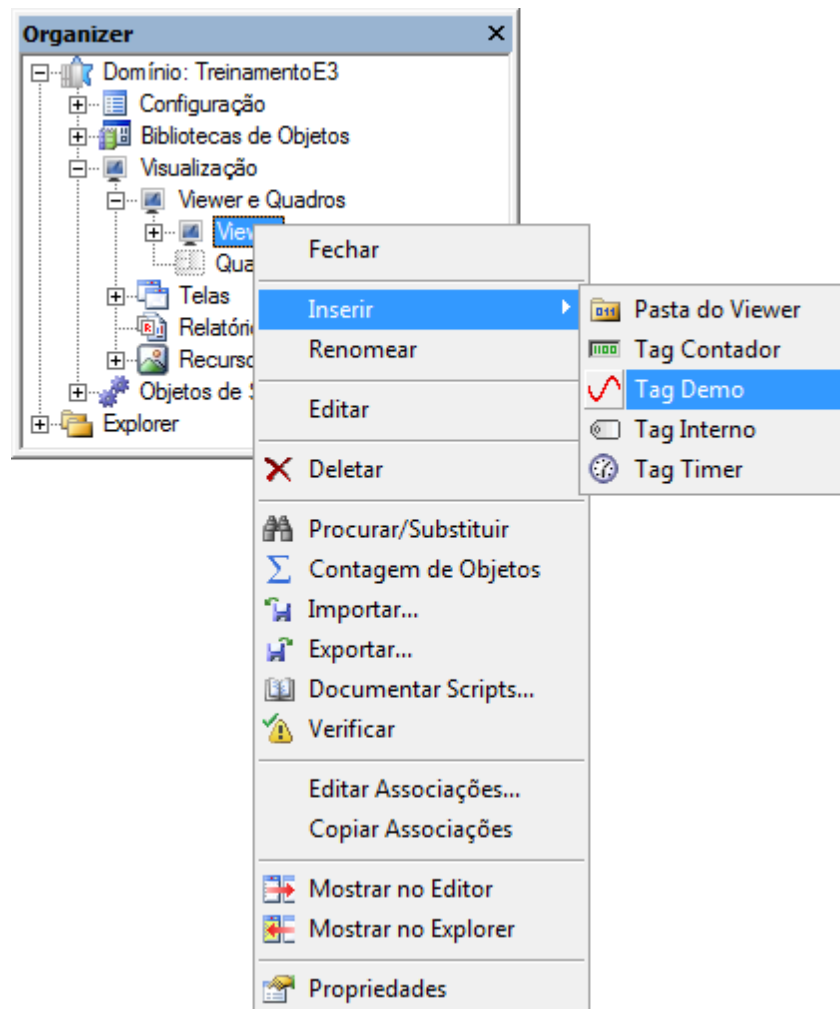 Organizer
Domínio: TreinamentoE3
Configuração
Bibliotecas de Objetos
Visualização
Viewer e Quadros
Telas
Explorer
Fechar
Inserir
Renomear
Editar
Deletar
Procurar/Substituir
Contagem de Objetos
Importar...
Exportar...
Documentar Scripts...
Verificar
Editar Associações...
Copiar Associações
Mostrar no Editor
Mostrar no Explorer
Propriedades
Pasta do Viewer
Tag Contador
Tag Demo
Tag Interno
Tag Timer